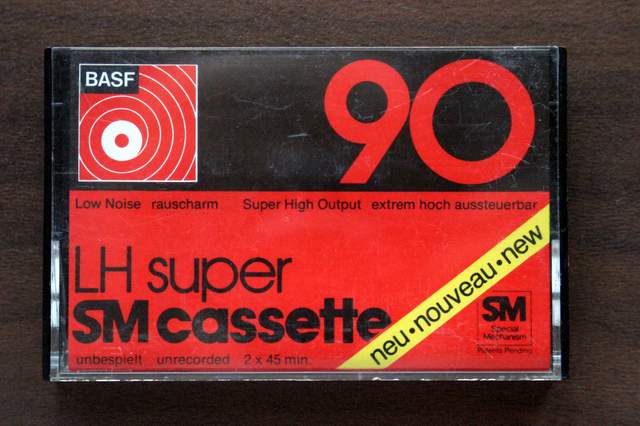 BASF
90
Low Noise rauscharm Super High Output extrem hoch aussteuerbar
LH super
SM cassette
neu•nouveau•new
SM
Special
Mechanism
Patents Pending
unbespielt unrecorded 2 x 45 min.